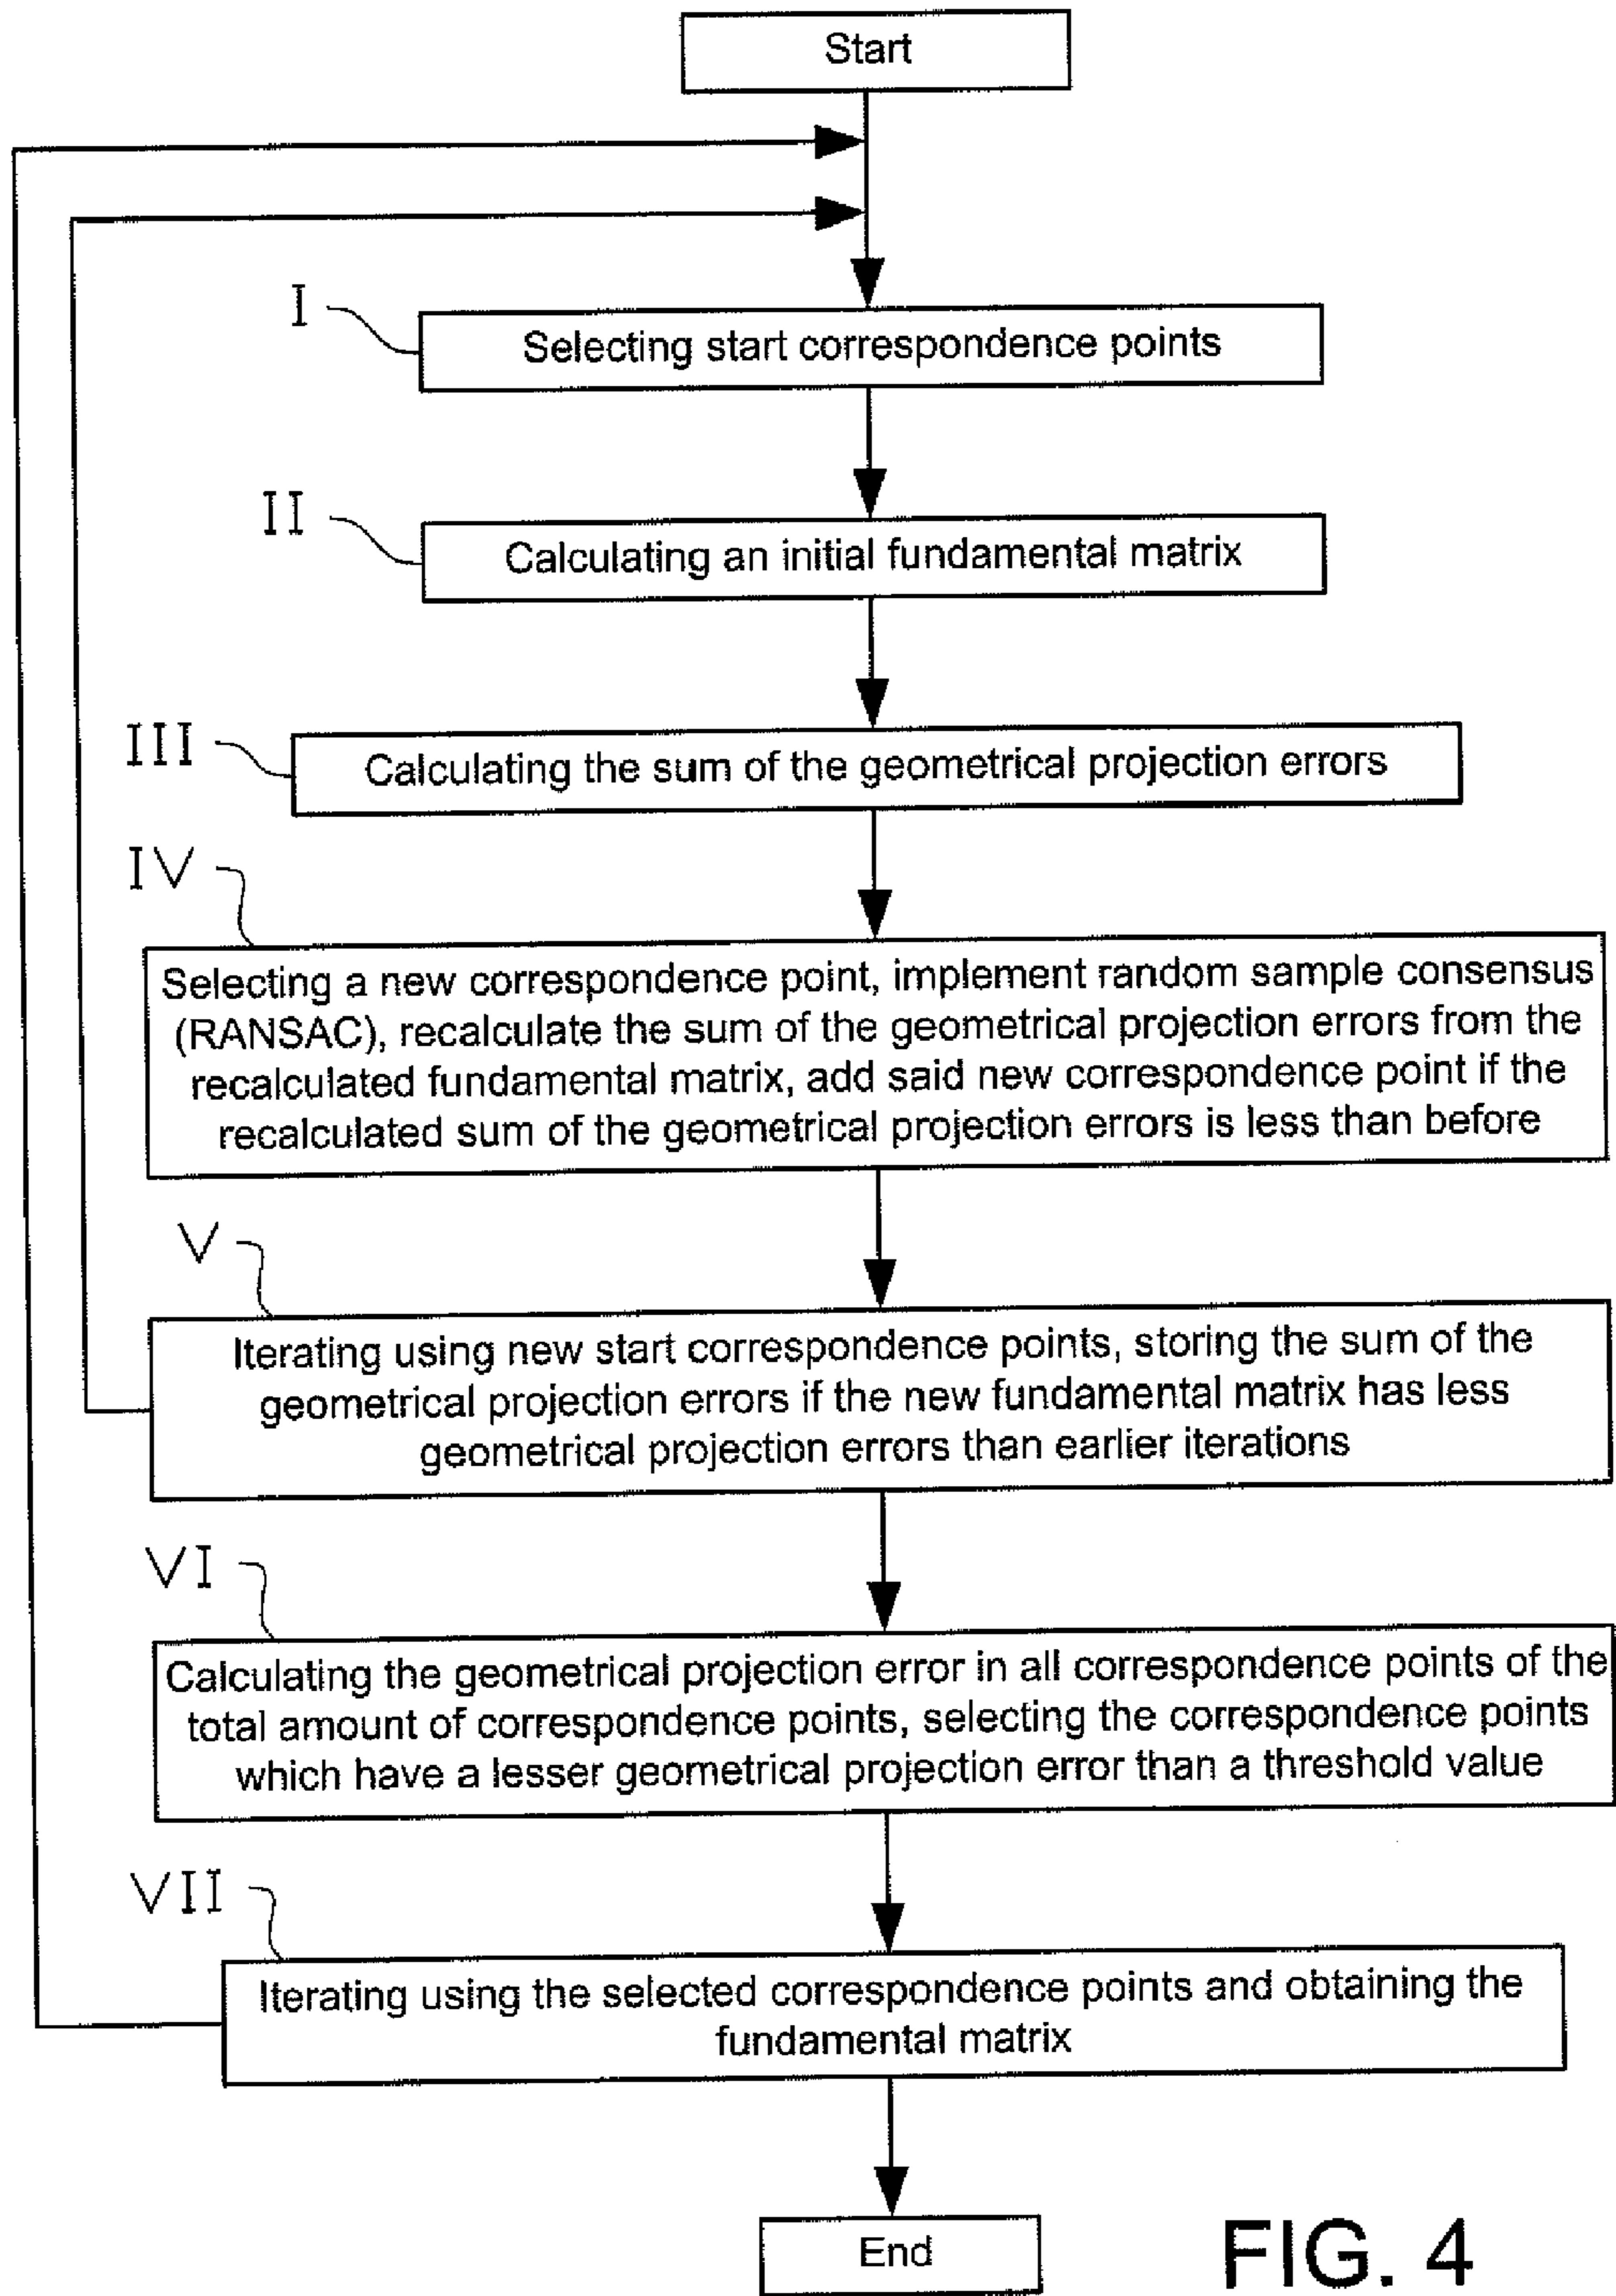 Start
I
Selecting start correspondence points
II
Calculating an initial fundamental matrix
III
Calculating the sum of the geometrical projection errors
IV
Selecting a new correspondence point, implement random sample consensus
(RANSAC), recalculate the sum of the geometrical projection errors from the
recalculated fundamental matrix, add said new correspondence point if the
recalculated sum of the geometrical projection errors is less than before
V
Iterating using new start correspondence points, storing the sum of the
geometrical projection errors if the new fundamental matrix has less
geometrical projection errors than earlier iterations
VI
Calculating the geometrical projection error in all correspondence points of the
total amount of correspondence points, selecting the correspondence points
which have a lesser geometrical projection error than a threshold value
VII
Iterating using the selected correspondence points and obtaining the
fundamental matrix
End
FIG. 4